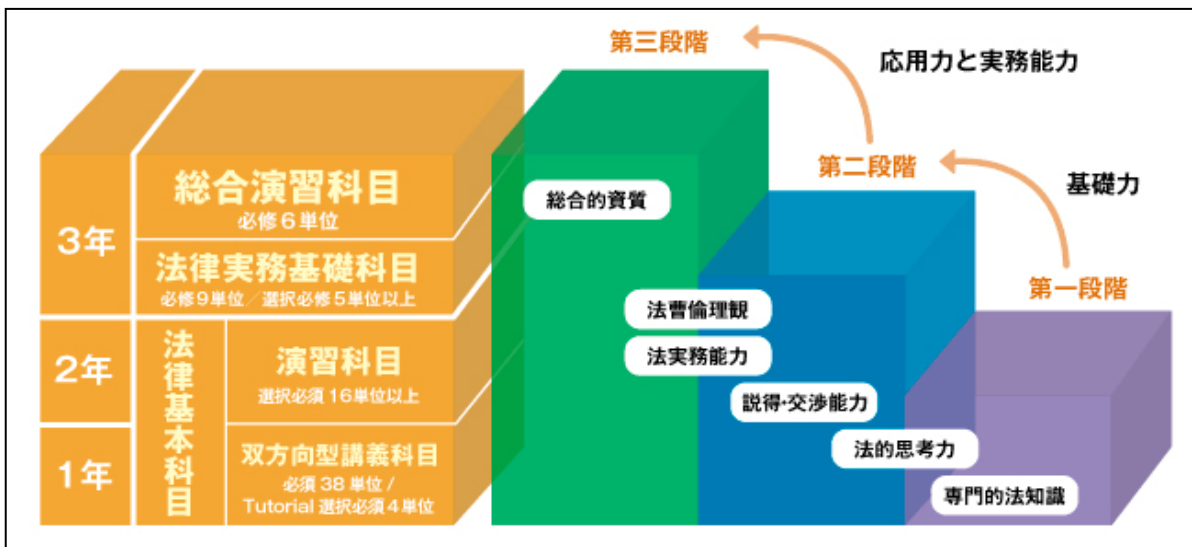 3年
総合演習科目
必修6単位
法律実務基礎科目
必修9単位／選択必修5単位以上
2年
1年
法律基本科目
演習科目
選択必須16単位以上
双方向型講義科目
必須38単位 /
Tutorial 選択必須4単位
第三段階
応用力と実務能力
第二段階
基礎力
第一段階
総合的資質
法曹倫理観
法実務能力
説得・交渉能力
法的思考力
専門的法知識